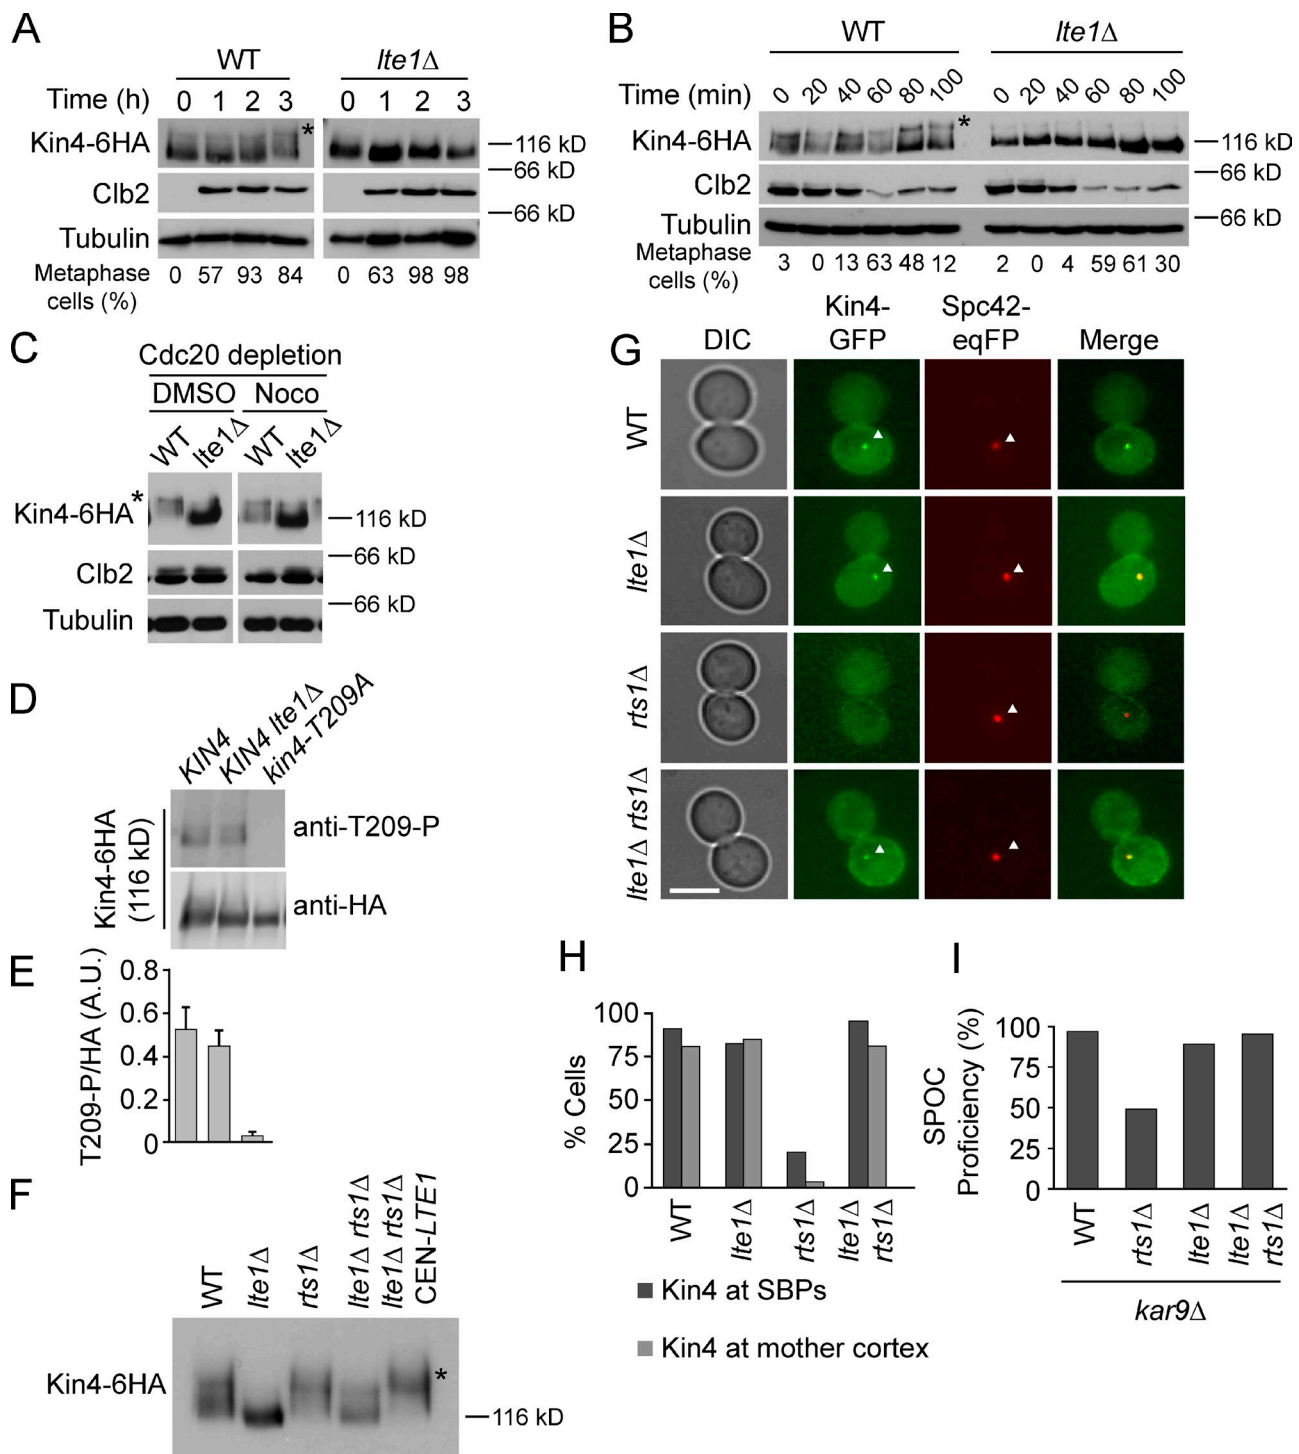 A
WT
lte1Δ
Time (h)
0 1 2 3
0 1 2 3
Kin4-6HA
*
116 kD
66 kD
Clb2
66 kD
Tubulin
Metaphase
cells (%)
0 57 93 84
0 63 98 98
B
WT
lte1Δ
Time (min)
0 20 40 60 80 100
0 20 40 60 80 100
Kin4-6HA
*
116 kD
66 kD
Clb2
66 kD
Tubulin
Metaphase
cells (%)
3 0 13 63 48 12
2 0 4 59 61 30
C
Cdc20 depletion
DMSO
Noco
WT
lte1Δ
WT
lte1Δ
Kin4-6HA
*
116 kD
66 kD
Clb2
66 kD
Tubulin
D
KIN4
KIN4 lte1Δ
kin4-T209A
Kin4-6HA
(116 kD)
anti-T209-P
anti-HA
E
T209-P/HA (A.U.)
0.8
0.6
0.4
0.2
0
F
WT
lte1Δ
rts1Δ
lte1Δ rts1Δ
lte1Δ rts1Δ
CEN-LTE1
Kin4-6HA
*
116 kD
G
DIC
Kin4-
GFP
Spc42-
eqFP
Merge
WT
lte1Δ
rts1Δ
lte1Δ rts1Δ
H
% Cells
100
75
50
25
0
WT
lte1Δ
rts1Δ
lte1Δ
rts1Δ
Kin4 at SBPs
Kin4 at mother cortex
I
SPOC
Proficiency (%)
100
75
50
25
0
WT
rts1Δ
lte1Δ
lte1Δ
rts1Δ
kar9Δ